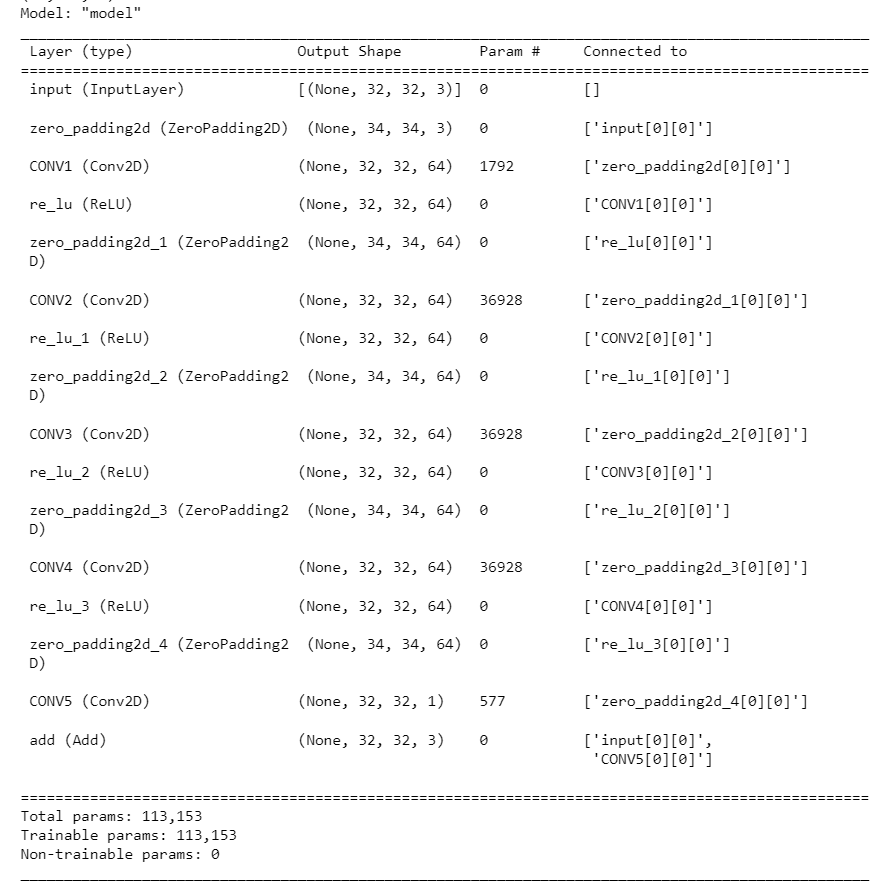 Model: "model"
Layer (type) Output Shape Param # Connected to
input (InputLayer) [(None, 32, 32, 3)] 0 []
zero_padding2d (ZeroPadding2D) (None, 34, 34, 3) 0 ['input[0][0]']
CONV1 (Conv2D) (None, 32, 32, 64) 1792 ['zero_padding2d[0][0]']
re_lu (ReLU) (None, 32, 32, 64) 0 ['CONV1[0][0]']
zero_padding2d_1 (ZeroPadding2 (None, 34, 34, 64) 0 ['re_lu[0][0]']
D)
CONV2 (Conv2D) (None, 32, 32, 64) 36928 ['zero_padding2d_1[0][0]']
re_lu_1 (ReLU) (None, 32, 32, 64) 0 ['CONV2[0][0]']
zero_padding2d_2 (ZeroPadding2 (None, 34, 34, 64) 0 ['re_lu_1[0][0]']
D)
CONV3 (Conv2D) (None, 32, 32, 64) 36928 ['zero_padding2d_2[0][0]']
re_lu_2 (ReLU) (None, 32, 32, 64) 0 ['CONV3[0][0]']
zero_padding2d_3 (ZeroPadding2 (None, 34, 34, 64) 0 ['re_lu_2[0][0]']
D)
CONV4 (Conv2D) (None, 32, 32, 64) 36928 ['zero_padding2d_3[0][0]']
re_lu_3 (ReLU) (None, 32, 32, 64) 0 ['CONV4[0][0]']
zero_padding2d_4 (ZeroPadding2 (None, 34, 34, 64) 0 ['re_lu_3[0][0]']
D)
CONV5 (Conv2D) (None, 32, 32, 1) 577 ['zero_padding2d_4[0][0]']
add (Add) (None, 32, 32, 3) 0 ['input[0][0]',
'CONV5[0][0]']
Total params: 113,153
Trainable params: 113,153
Non-trainable params: 0